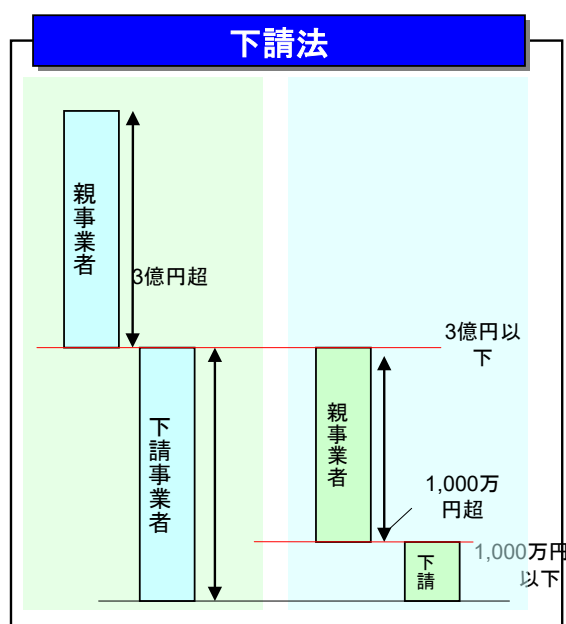 下請法
親事業者
3億円超
3億円以
下
下請事業者
親事業者
1,000万
円超
下請
1,000万円
以下